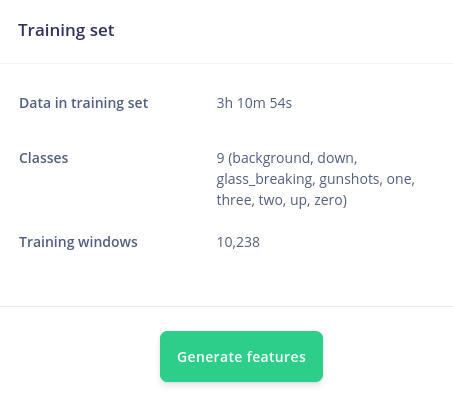 Training set
Data in training set 3h 10m 54s
Classes 9 (background, down,
glass_breaking, gunshots, one,
three, two, up, zero)
Training windows 10,238
Generate features